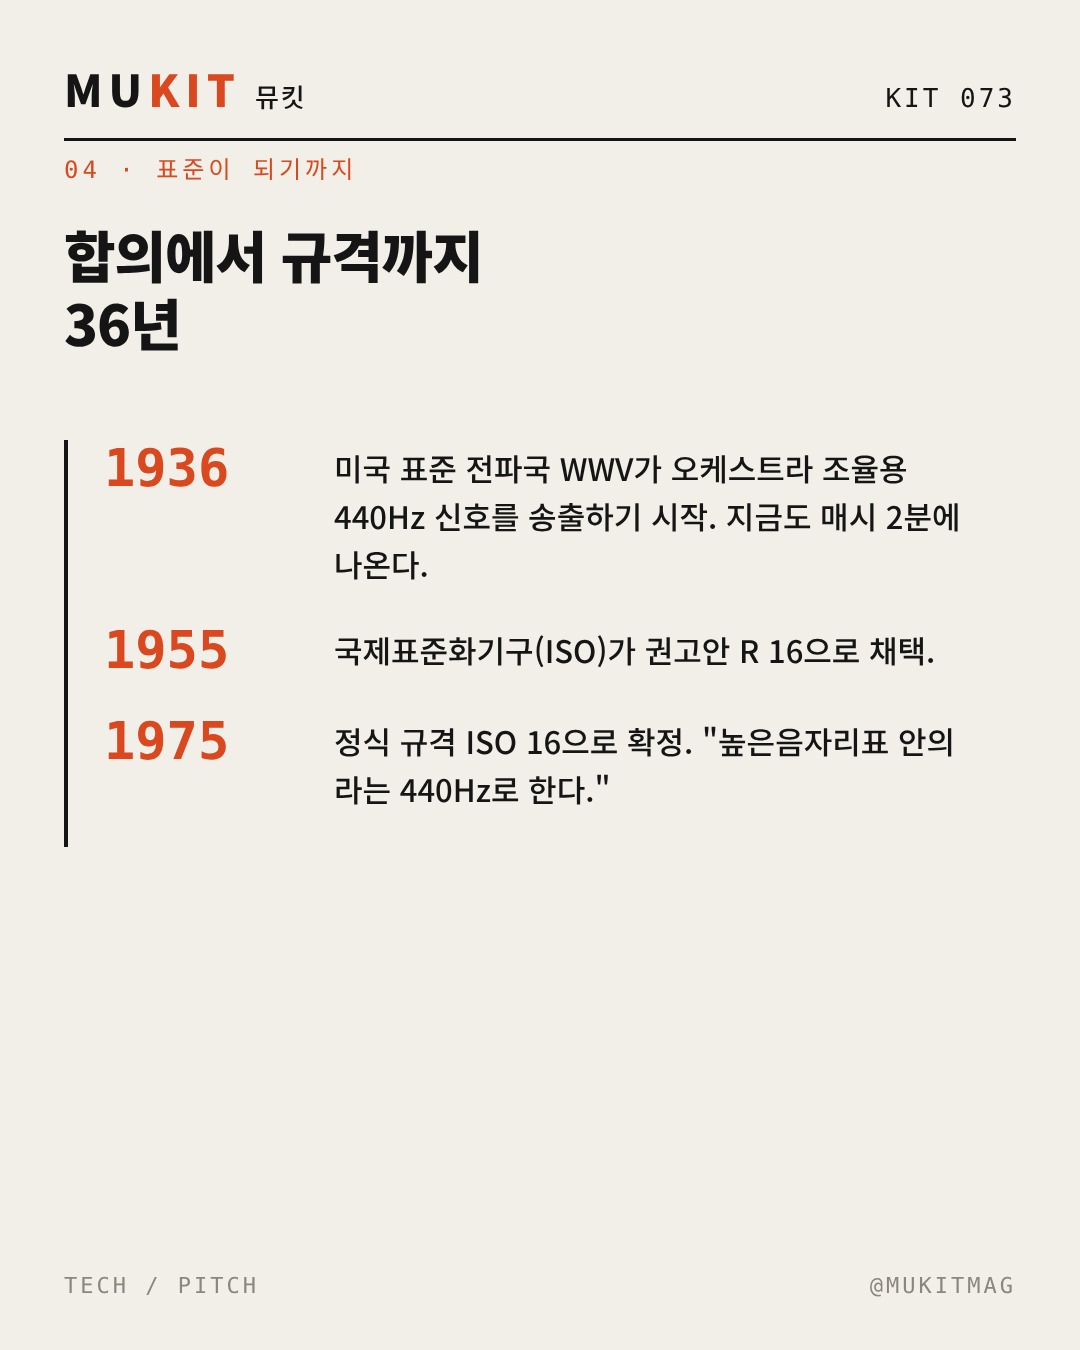 MUKIT 뮤킷
KIT 073
04 · 표준이 되기까지
합의에서 규격까지
36년
1936
미국 표준 전파국 WWV가 오케스트라 조율용
440Hz 신호를 송출하기 시작. 지금도 매시 2분에
나온다.
1955
국제표준화기구(ISO)가 권고안 R 16으로 채택.
1975
정식 규격 ISO 16으로 확정. "높은음자리표 안의
라는 440Hz로 한다."
TECH / PITCH
@MUKITMAG